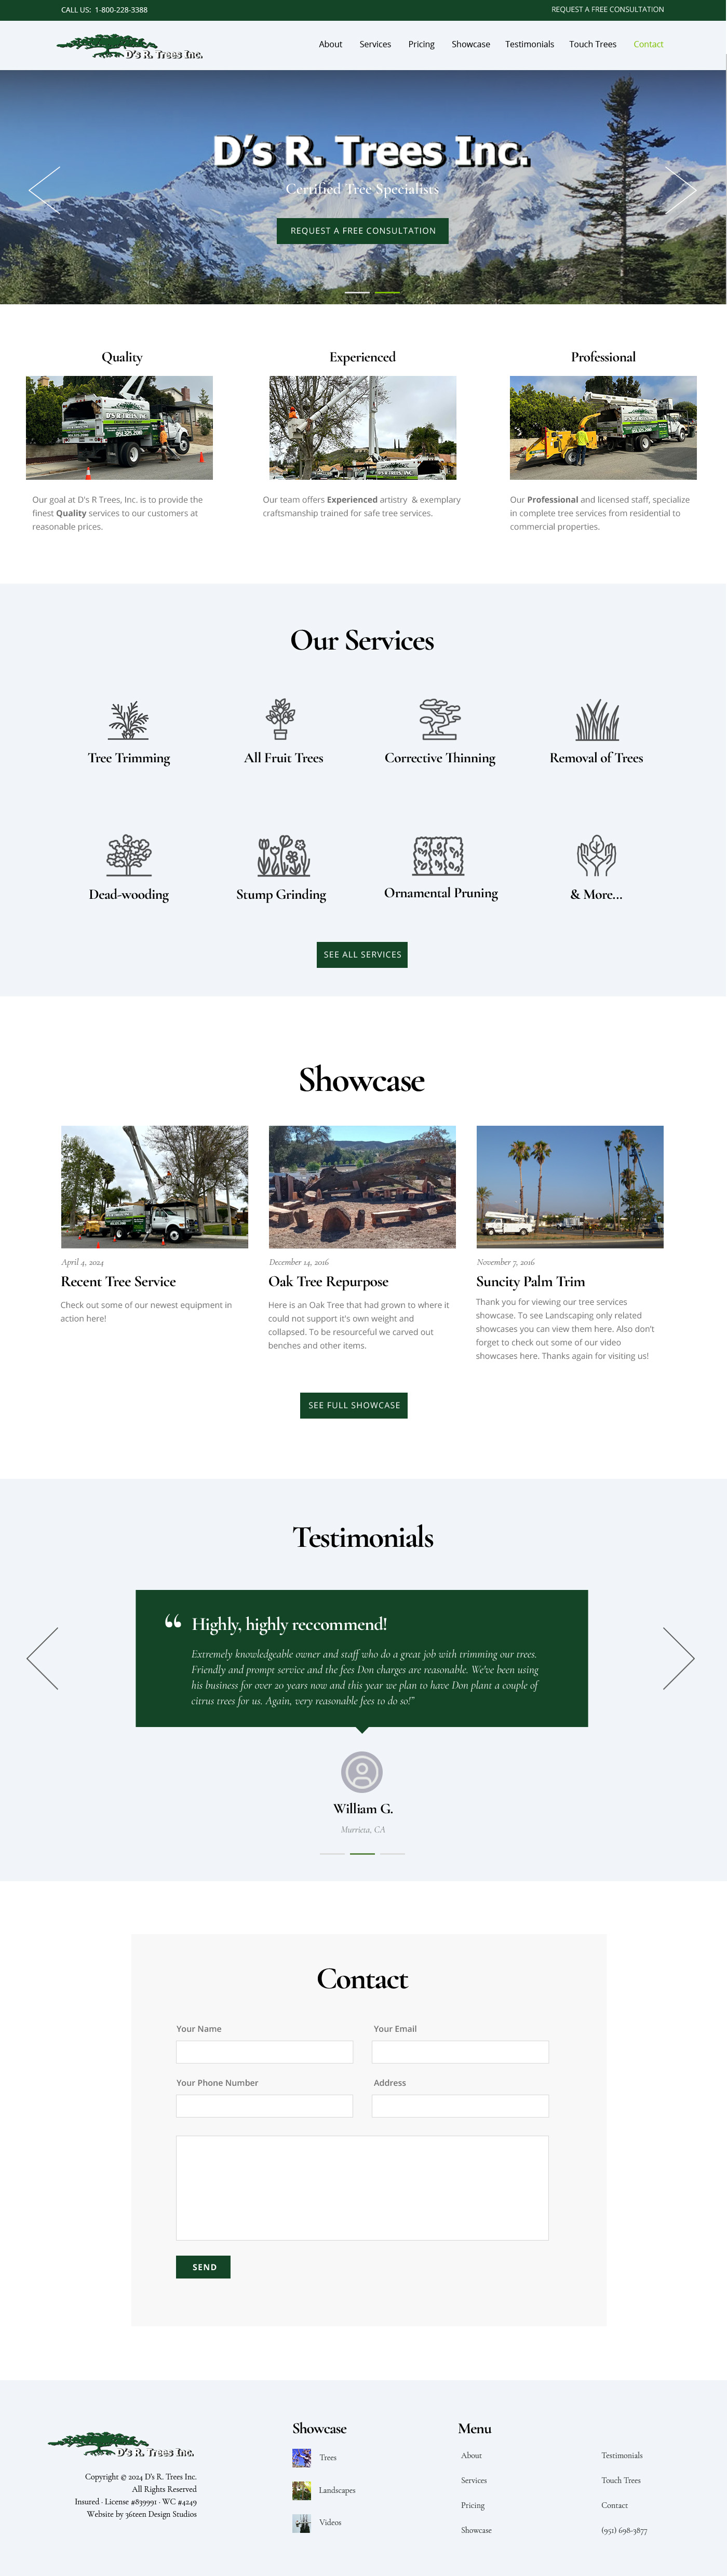 CALL US: 1-800-228-3388
REQUEST A FREE CONSULTATION
D's R. Trees Inc.
About
Services
Pricing
Showcase
Testimonials
Touch Trees
Contact
D's R. Trees Inc.
Certified Tree Specialists
REQUEST A FREE CONSULTATION
Quality
Experienced
Professional
Our goal at D's R Trees, Inc. is to provide the
finest Quality services to our customers at
reasonable prices.
Our team offers Experienced artistry & exemplary
craftsmanship trained for safe tree services.
Our Professional and licensed staff, specialize
in complete tree services from residential to
commercial properties.
Our Services
Tree Trimming
All Fruit Trees
Corrective Thinning
Removal of Trees
Dead-wooding
Stump Grinding
Ornamental Pruning
& More...
SEE ALL SERVICES
Showcase
April 4, 2024
Recent Tree Service
Check out some of our newest equipment in
action here!
December 14, 2016
Oak Tree Repurpose
Here is an Oak Tree that had grown to where it
could not support it's own weight and
collapsed. To be resourceful we carved out
benches and other items.
November 7, 2016
Suncity Palm Trim
Thank you for viewing our tree services
showcase. To see Landscaping only related
showcases you can view them here. Also don't
forget to check out some of our video
showcases here. Thanks again for visiting us!
SEE FULL SHOWCASE
Testimonials
“ Highly, highly reccommend!
Extremely knowledgeable owner and staff who do a great job with trimming our trees.
Friendly and prompt service and the fees Don charges are reasonable. We've been using
his business for over 20 years now and this year we plan to have Don plant a couple of
citrus trees for us. Again, very reasonable fees to do so!”
William G.
Murrieta, CA
Contact
Your Name
Your Email
Your Phone Number
Address
SEND
D's R. Trees Inc.
Copyright @ 2024 D's R. Trees Inc.
All Rights Reserved
Insured · License #839991 · WC #4249
Website by 36teen Design Studios
Showcase
Trees
Landscapes
Videos
Menu
About
Services
Pricing
Showcase
Testimonials
Touch Trees
Contact
(951) 698-3877